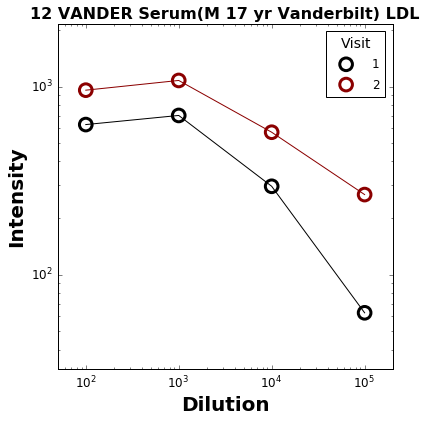 12 VANDER Serum(M 17 yr Vanderbilt) LDL
Visit
1
2
10³
10²
Intensity
10² 10³ 10⁴ 10⁵
Dilution